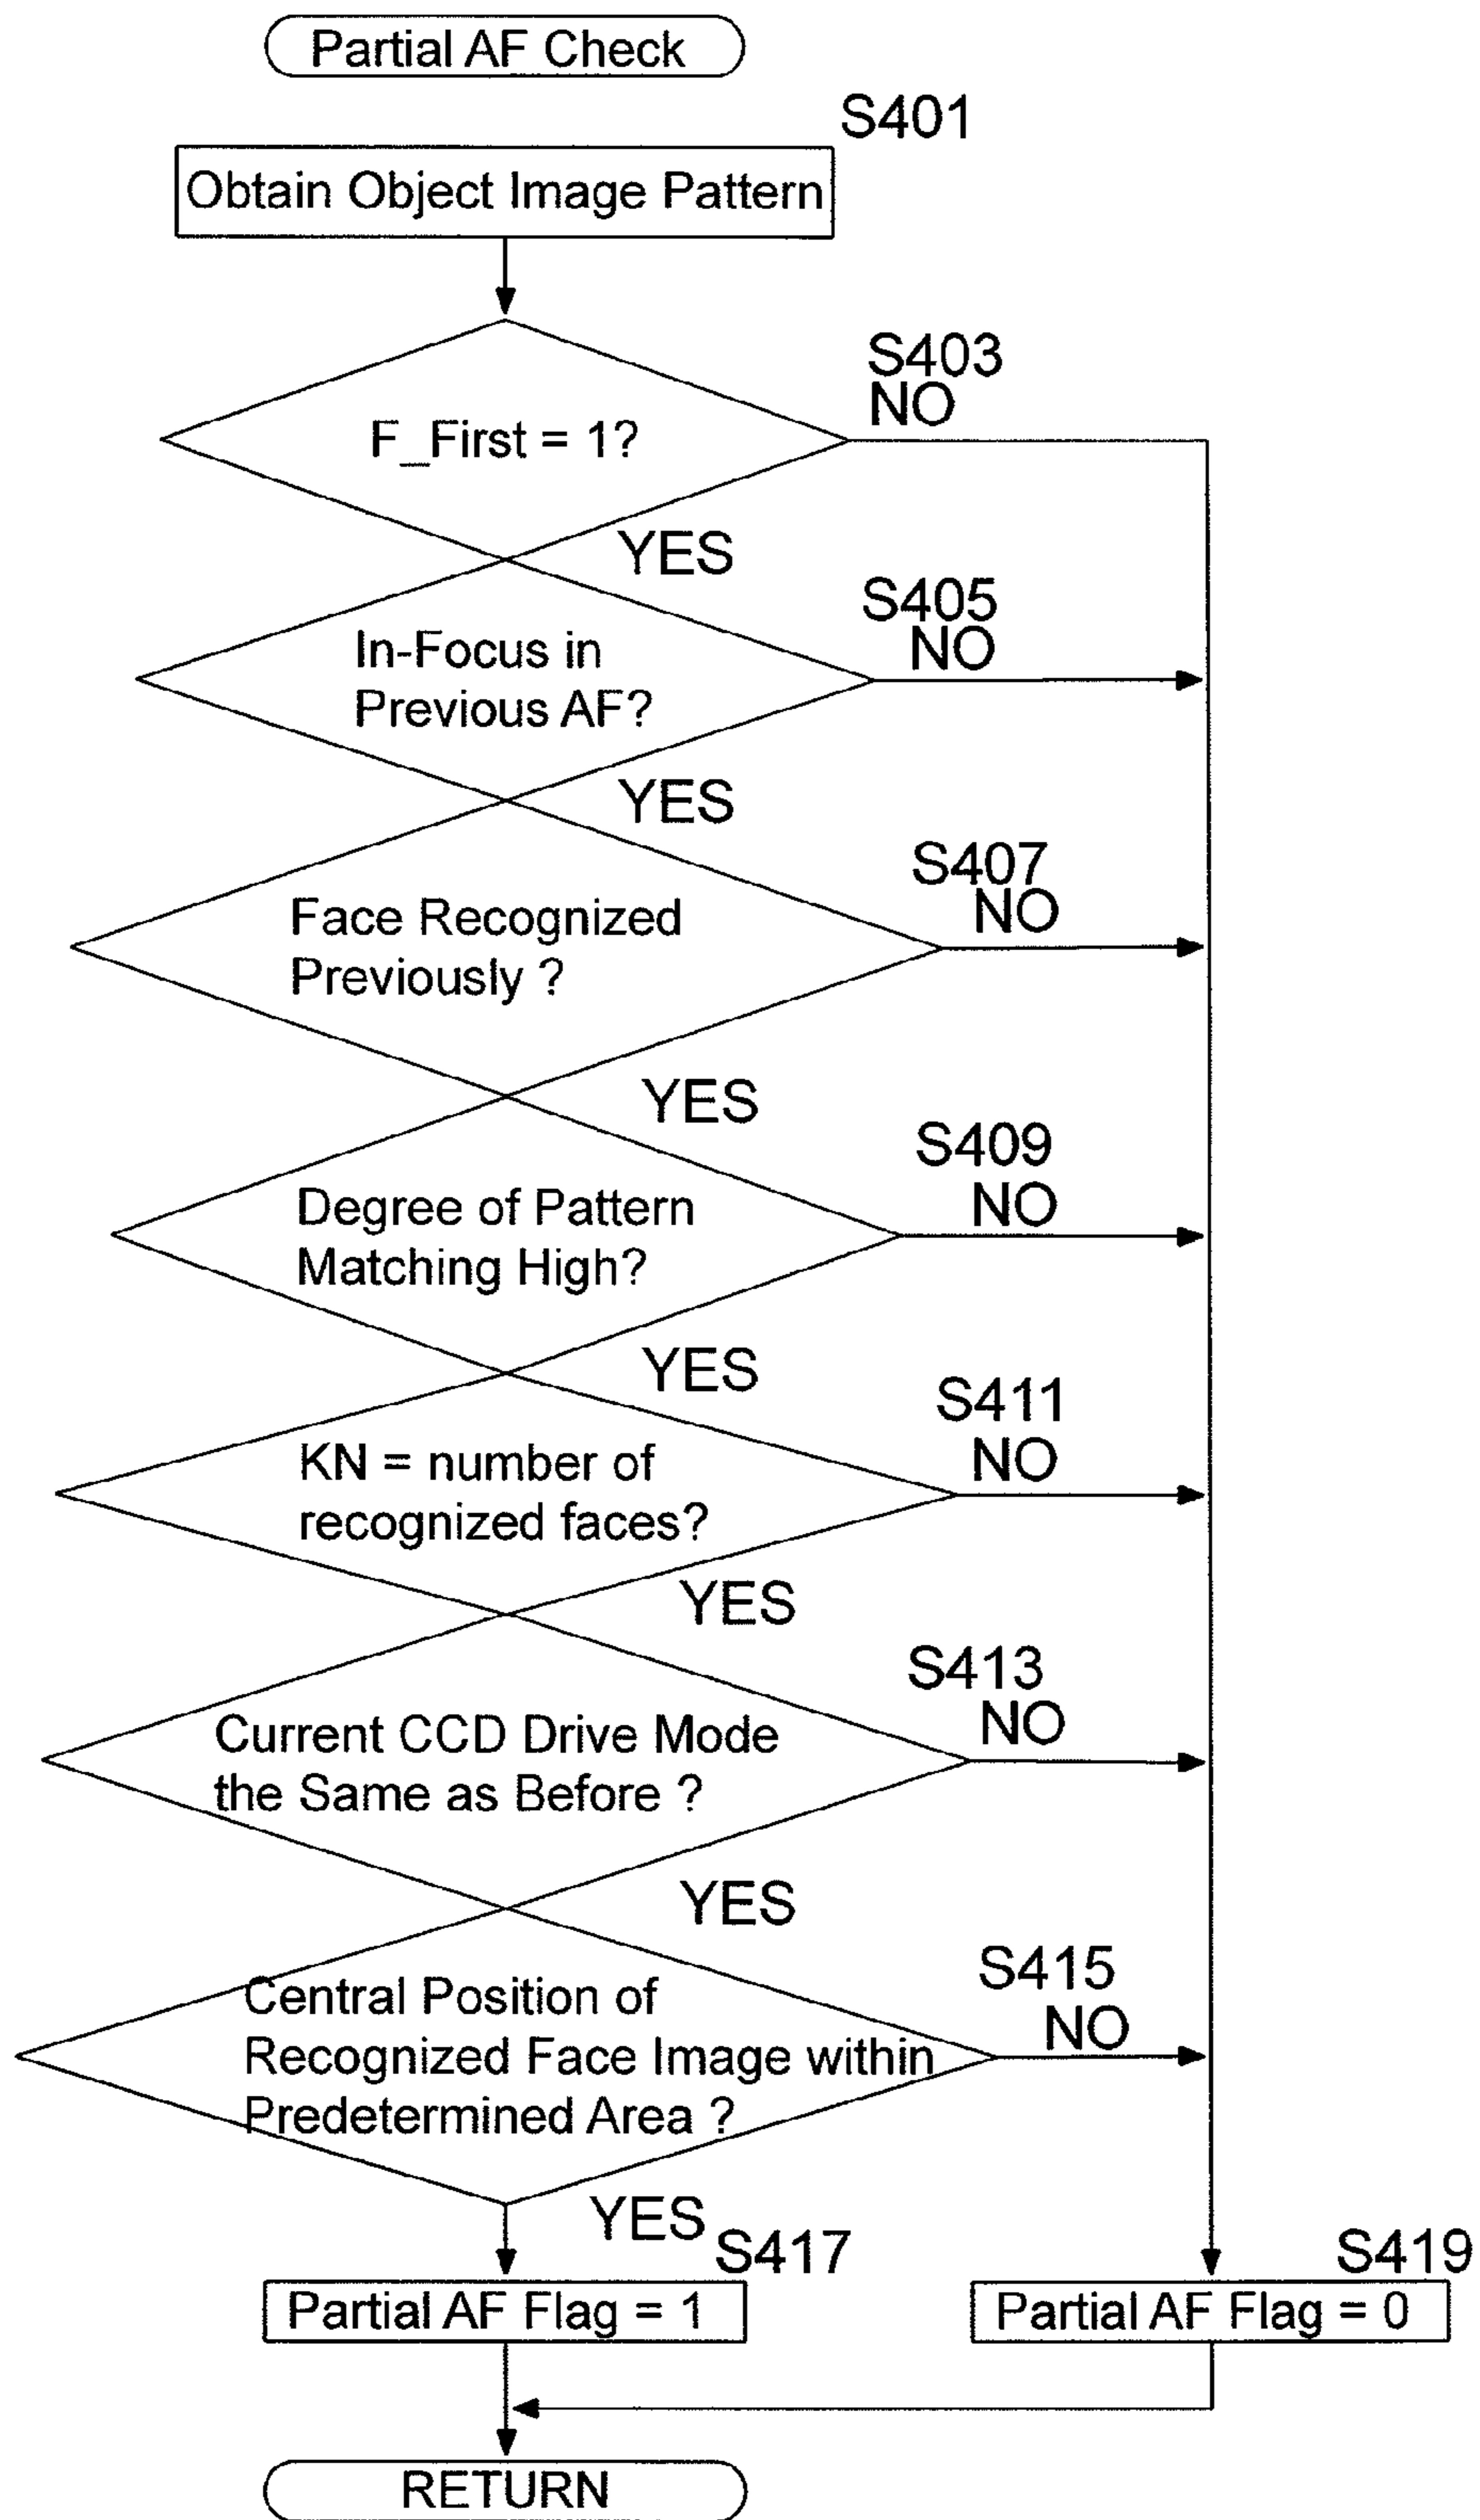 Partial AF Check
S401
Obtain Object Image Pattern
S403
NO
F_First = 1?
YES
S405
NO
In-Focus in
Previous AF?
YES
S407
NO
Face Recognized
Previously ?
YES
S409
NO
Degree of Pattern
Matching High?
YES
S411
NO
KN = number of
recognized faces?
YES
S413
NO
Current CCD Drive Mode
the Same as Before ?
YES
S415
NO
Central Position of
Recognized Face Image within
Predetermined Area ?
YES
S417
Partial AF Flag = 1
S419
Partial AF Flag = 0
RETURN